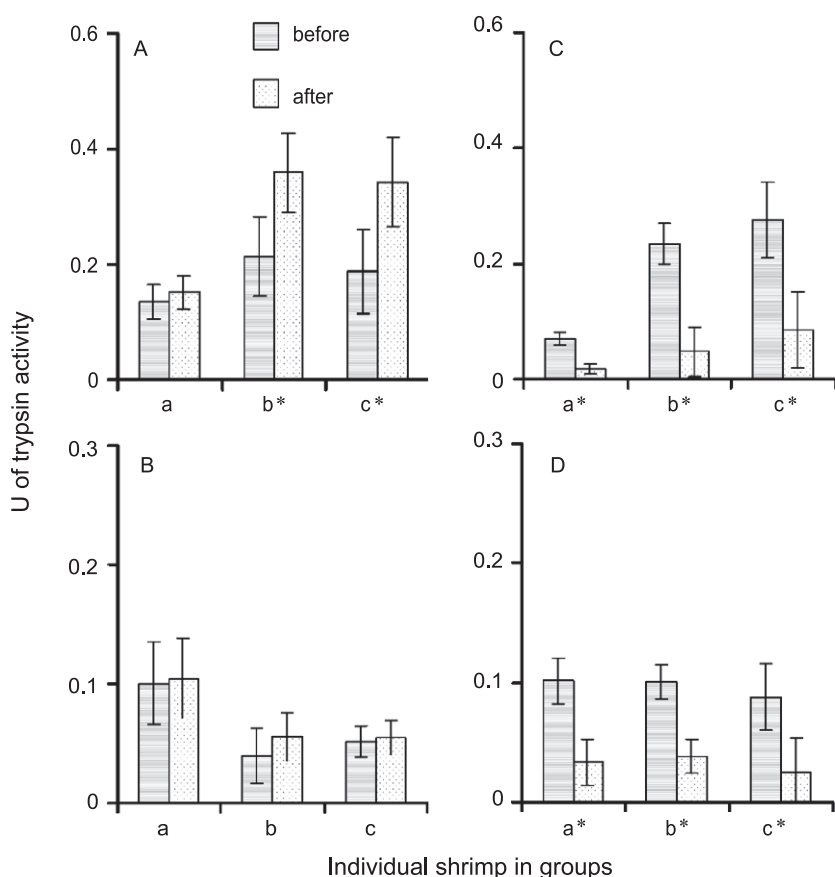 A
before
after
0.6
0.4
0.2
0
a
b*
c*
C
0.6
0.4
0.2
0
a*
b*
c*
B
0.3
0.2
0.1
0
a
b
c
D
0.3
0.2
0.1
0
a*
b*
c*
U of trypsin activity
Individual shrimp in groups